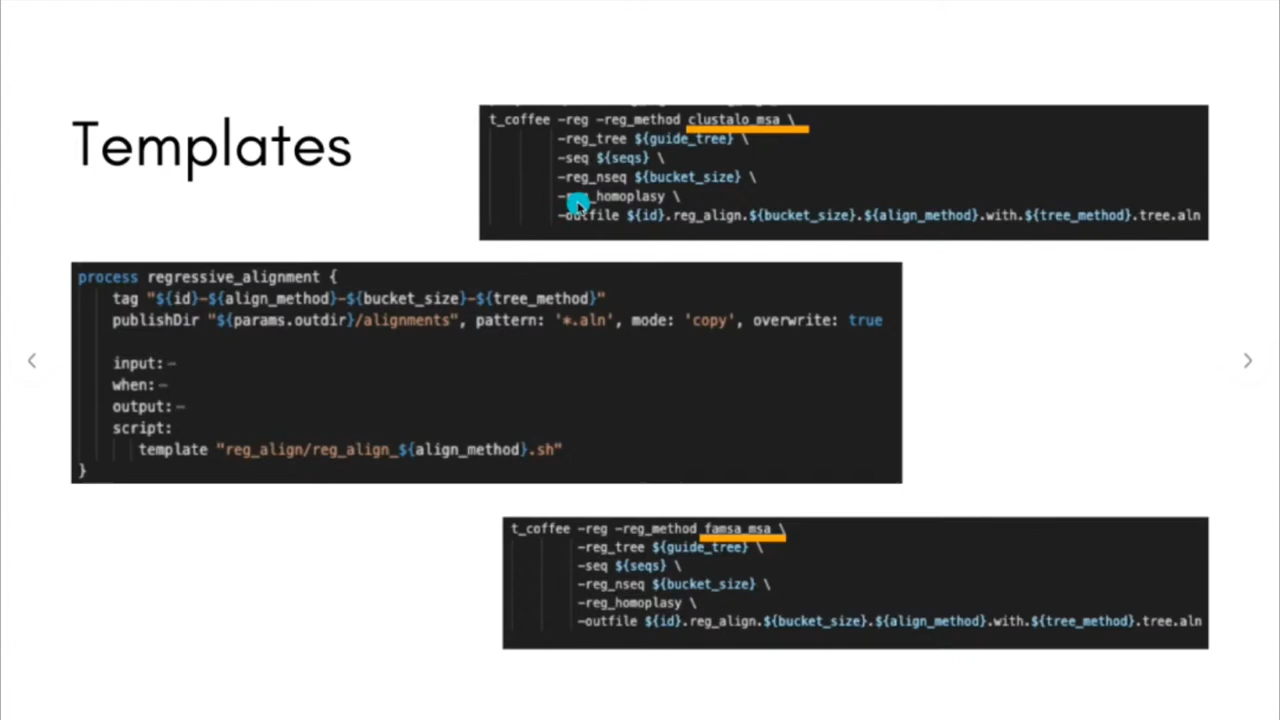 Templates
t_coffee -reg -reg_method clustalo_msa \
-reg_tree ${guide_tree} \
-seq ${seqs} \
-reg_nseq ${bucket_size} \
-reg_homoplasy \
-outfile ${id}.reg_align.${bucket_size}.${align_method}.with.${tree_method}.tree.aln
process regressive_alignment {
tag "${id}-${align_method}-${bucket_size}-${tree_method}"
publishDir "${params.outdir}/alignments", pattern: '*.aln', mode: 'copy', overwrite: true
input:
when:
output:
script:
template "reg_align/reg_align_${align_method}.sh"
}
t_coffee -reg -reg_method famsa_msa \
-reg_tree ${guide_tree} \
-seq ${seqs} \
-reg_nseq ${bucket_size} \
-reg_homoplasy \
-outfile ${id}.reg_align.${bucket_size}.${align_method}.with.${tree_method}.tree.aln